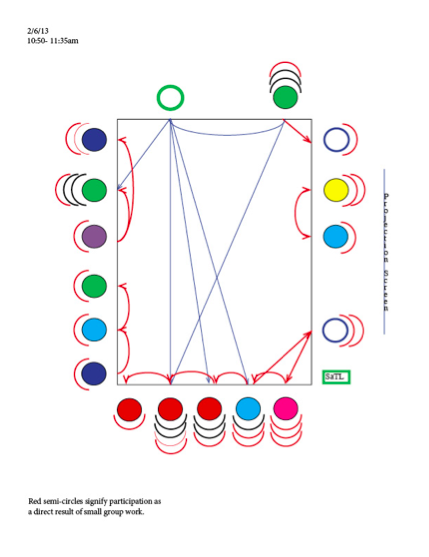 2/6/13
10:50- 11:35am
Projection Screen
SaTL
Red semi-circles signify participation as
a direct result of small group work.